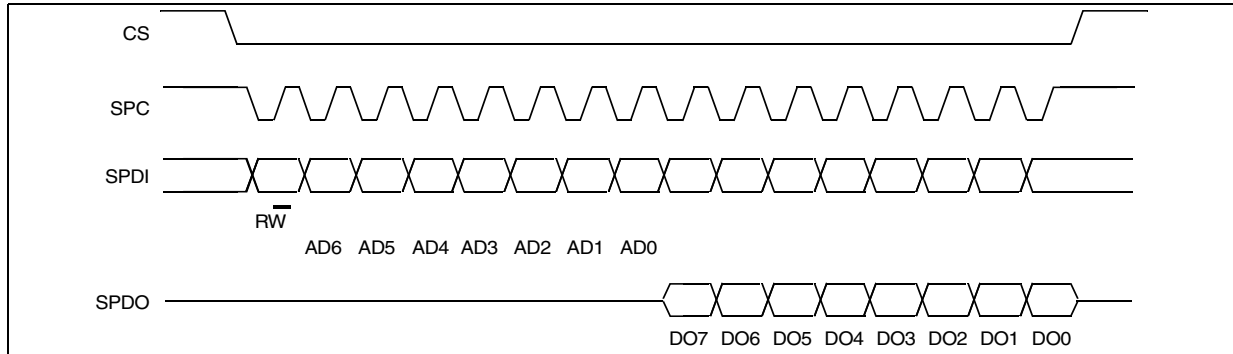 CS
SPC
SPDI
RW
AD6 AD5 AD4 AD3 AD2 AD1 AD0
SPDO
DO7 DO6 DO5 DO4 DO3 DO2 DO1 DO0